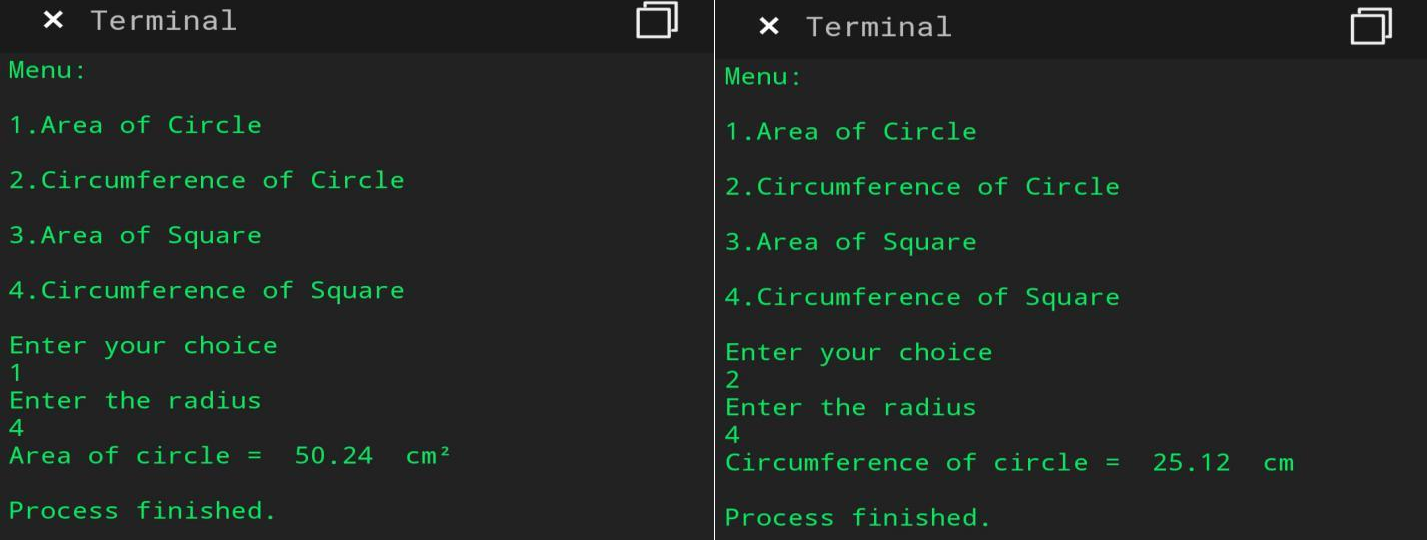 Terminal
Menu:
1.Area of Circle
2.Circumference of Circle
3.Area of Square
4.Circumference of Square
Enter your choice
1
Enter the radius
4
Area of circle =  50.24  cm²
Process finished.
Terminal
Menu:
1.Area of Circle
2.Circumference of Circle
3.Area of Square
4.Circumference of Square
Enter your choice
2
Enter the radius
4
Circumference of circle =  25.12  cm
Process finished.